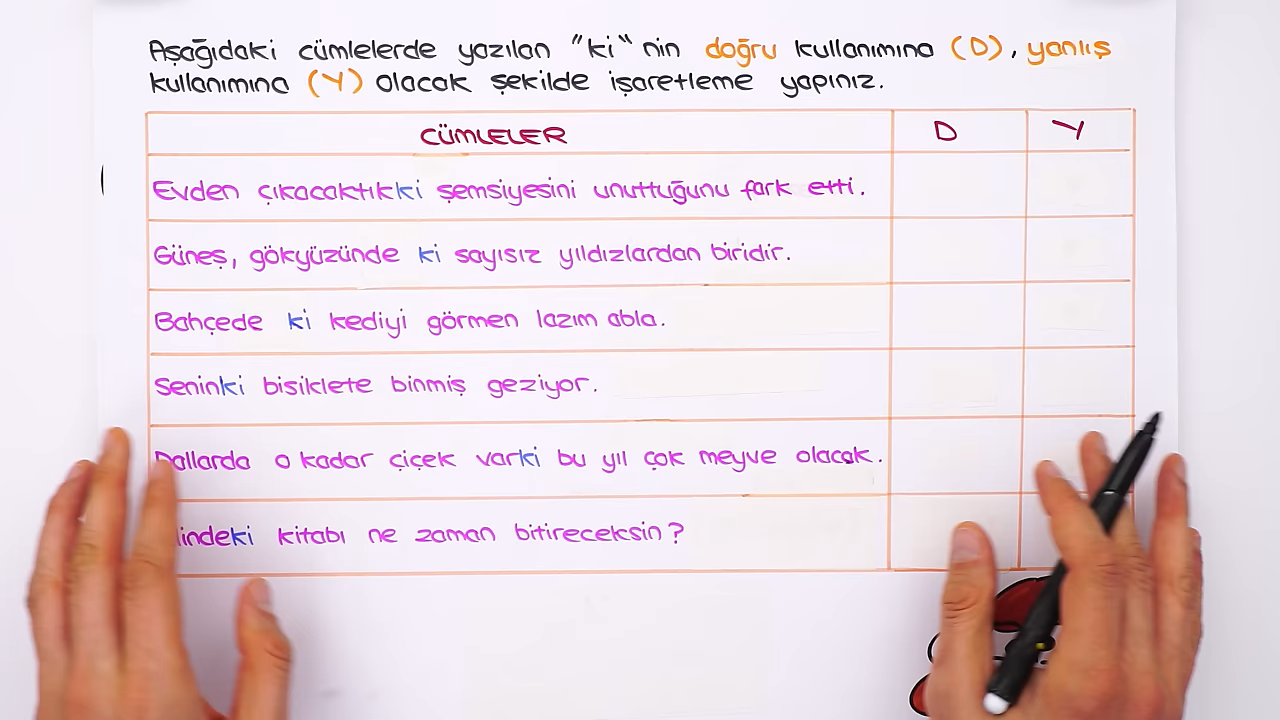 Aşağıdaki cümlelerde yazılan "ki" nin doğru kullanımına (D), yanlış
kullanımına (Y) olacak şekilde işaretleme yapınız.
CÜMLELER D Y
Evden çıkacaktıkki şemsiyesini unuttuğunu fark etti.
Güneş, gökyüzünde ki sayısız yıldızlardan biridir.
Bahçede ki kediyi görmen lazım abla.
Seninki bisiklete binmiş geziyor.
Dallarda o kadar çiçek varki bu yıl çok meyve olacak.
kitabı ne zaman bitireceksin?